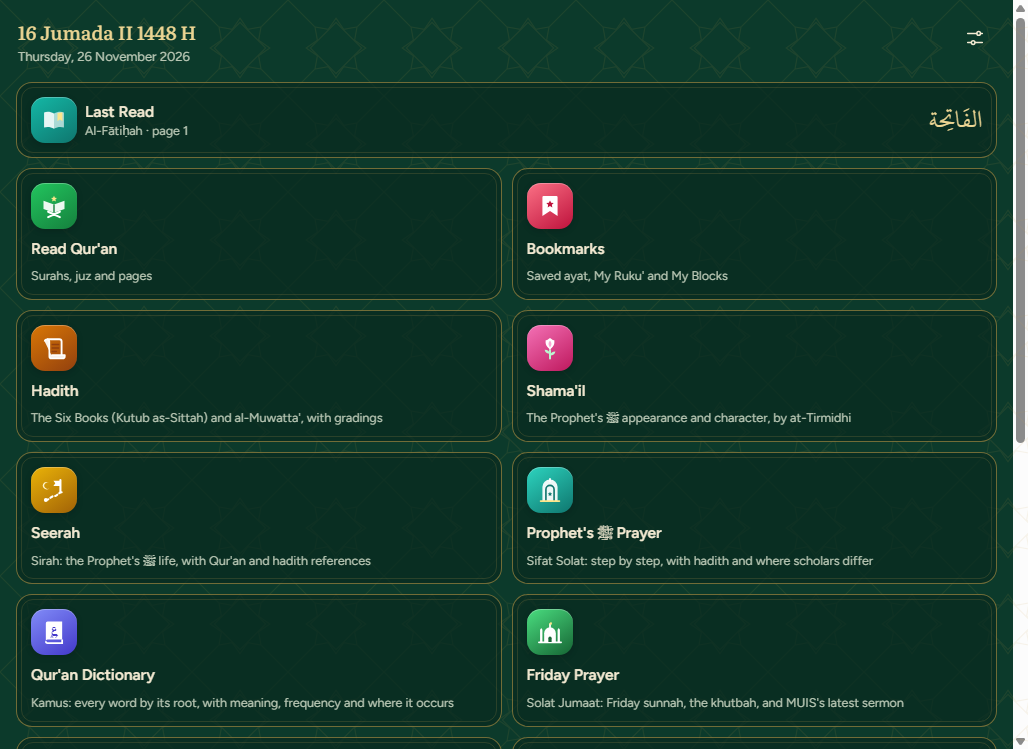 16 Jumada II 1448 H
Thursday, 26 November 2026
Last Read
Al-Fātiḥah · page 1
الفَاتِحة
Read Qur'an
Surahs, juz and pages
Bookmarks
Saved ayat, My Ruku' and My Blocks
Hadith
The Six Books (Kutub as-Sittah) and al-Muwatta', with gradings
Shama'il
The Prophet's ﷺ appearance and character, by at-Tirmidhi
Seerah
Sirah: the Prophet's ﷺ life, with Qur'an and hadith references
Prophet's ﷺ Prayer
Sifat Solat: step by step, with hadith and where scholars differ
Qur'an Dictionary
Kamus: every word by its root, with meaning, frequency and where it occurs
Friday Prayer
Solat Jumaat: Friday sunnah, the khutbah, and MUIS's latest sermon